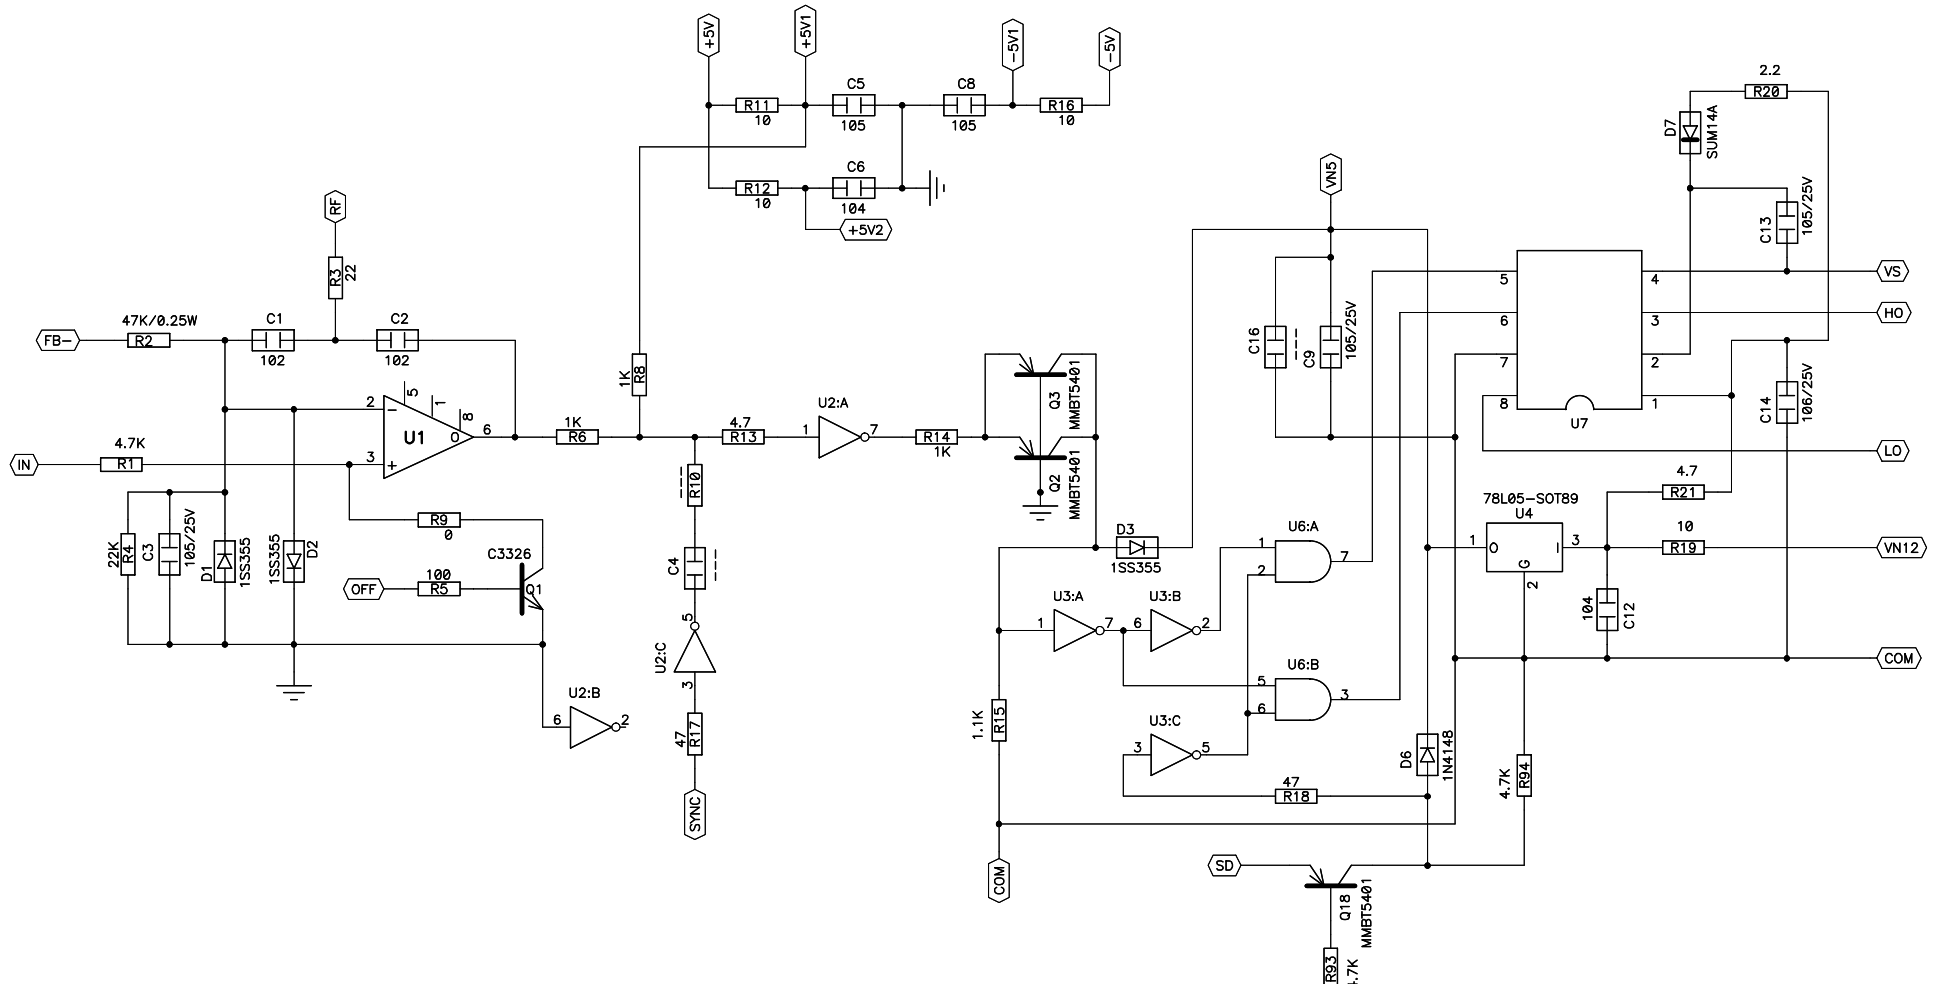 +5V
+5V1
-5V1
-5V
2.2
R20
C5
C8
R11
10
105
105
R16
10
D7
SUM14A
C6
R12
10
104
+5V2
VN5
RF
R3
22
C13
105/25V
VS
5
4
HO
6
3
47K/0.25W
FB-
R2
C1
102
C2
102
5
1
8
2
-
U1
O
6
3
+
1K
R8
U2:A
1K
R6
4.7
R13
1
7
R14
1K
Q3
MMBT5401
Q2
MMBT5401
C16
C9
105/25V
7
2
8
1
U7
C14
106/25V
LO
4.7K
IN
R1
R10
4.7
R21
78L05-SOT89
U4
1
O
I
3
G
2
10
R19
VN12
22K
R4
C3
105/25V
D1
1SS355
1SS355
D2
R9
0
C3326
OFF
100
R5
Q1
C4
D3
1SS355
U6:A
1
2
7
104
C12
U3:A
1
7
U3:B
6
2
U2:C
5
3
COM
U6:B
5
6
3
U2:B
6
2
47
R17
1.1K
R15
U3:C
3
5
D6
1N4148
4.7K
R94
47
R18
SYNC
COM
SD
Q18
MMBT5401
R93